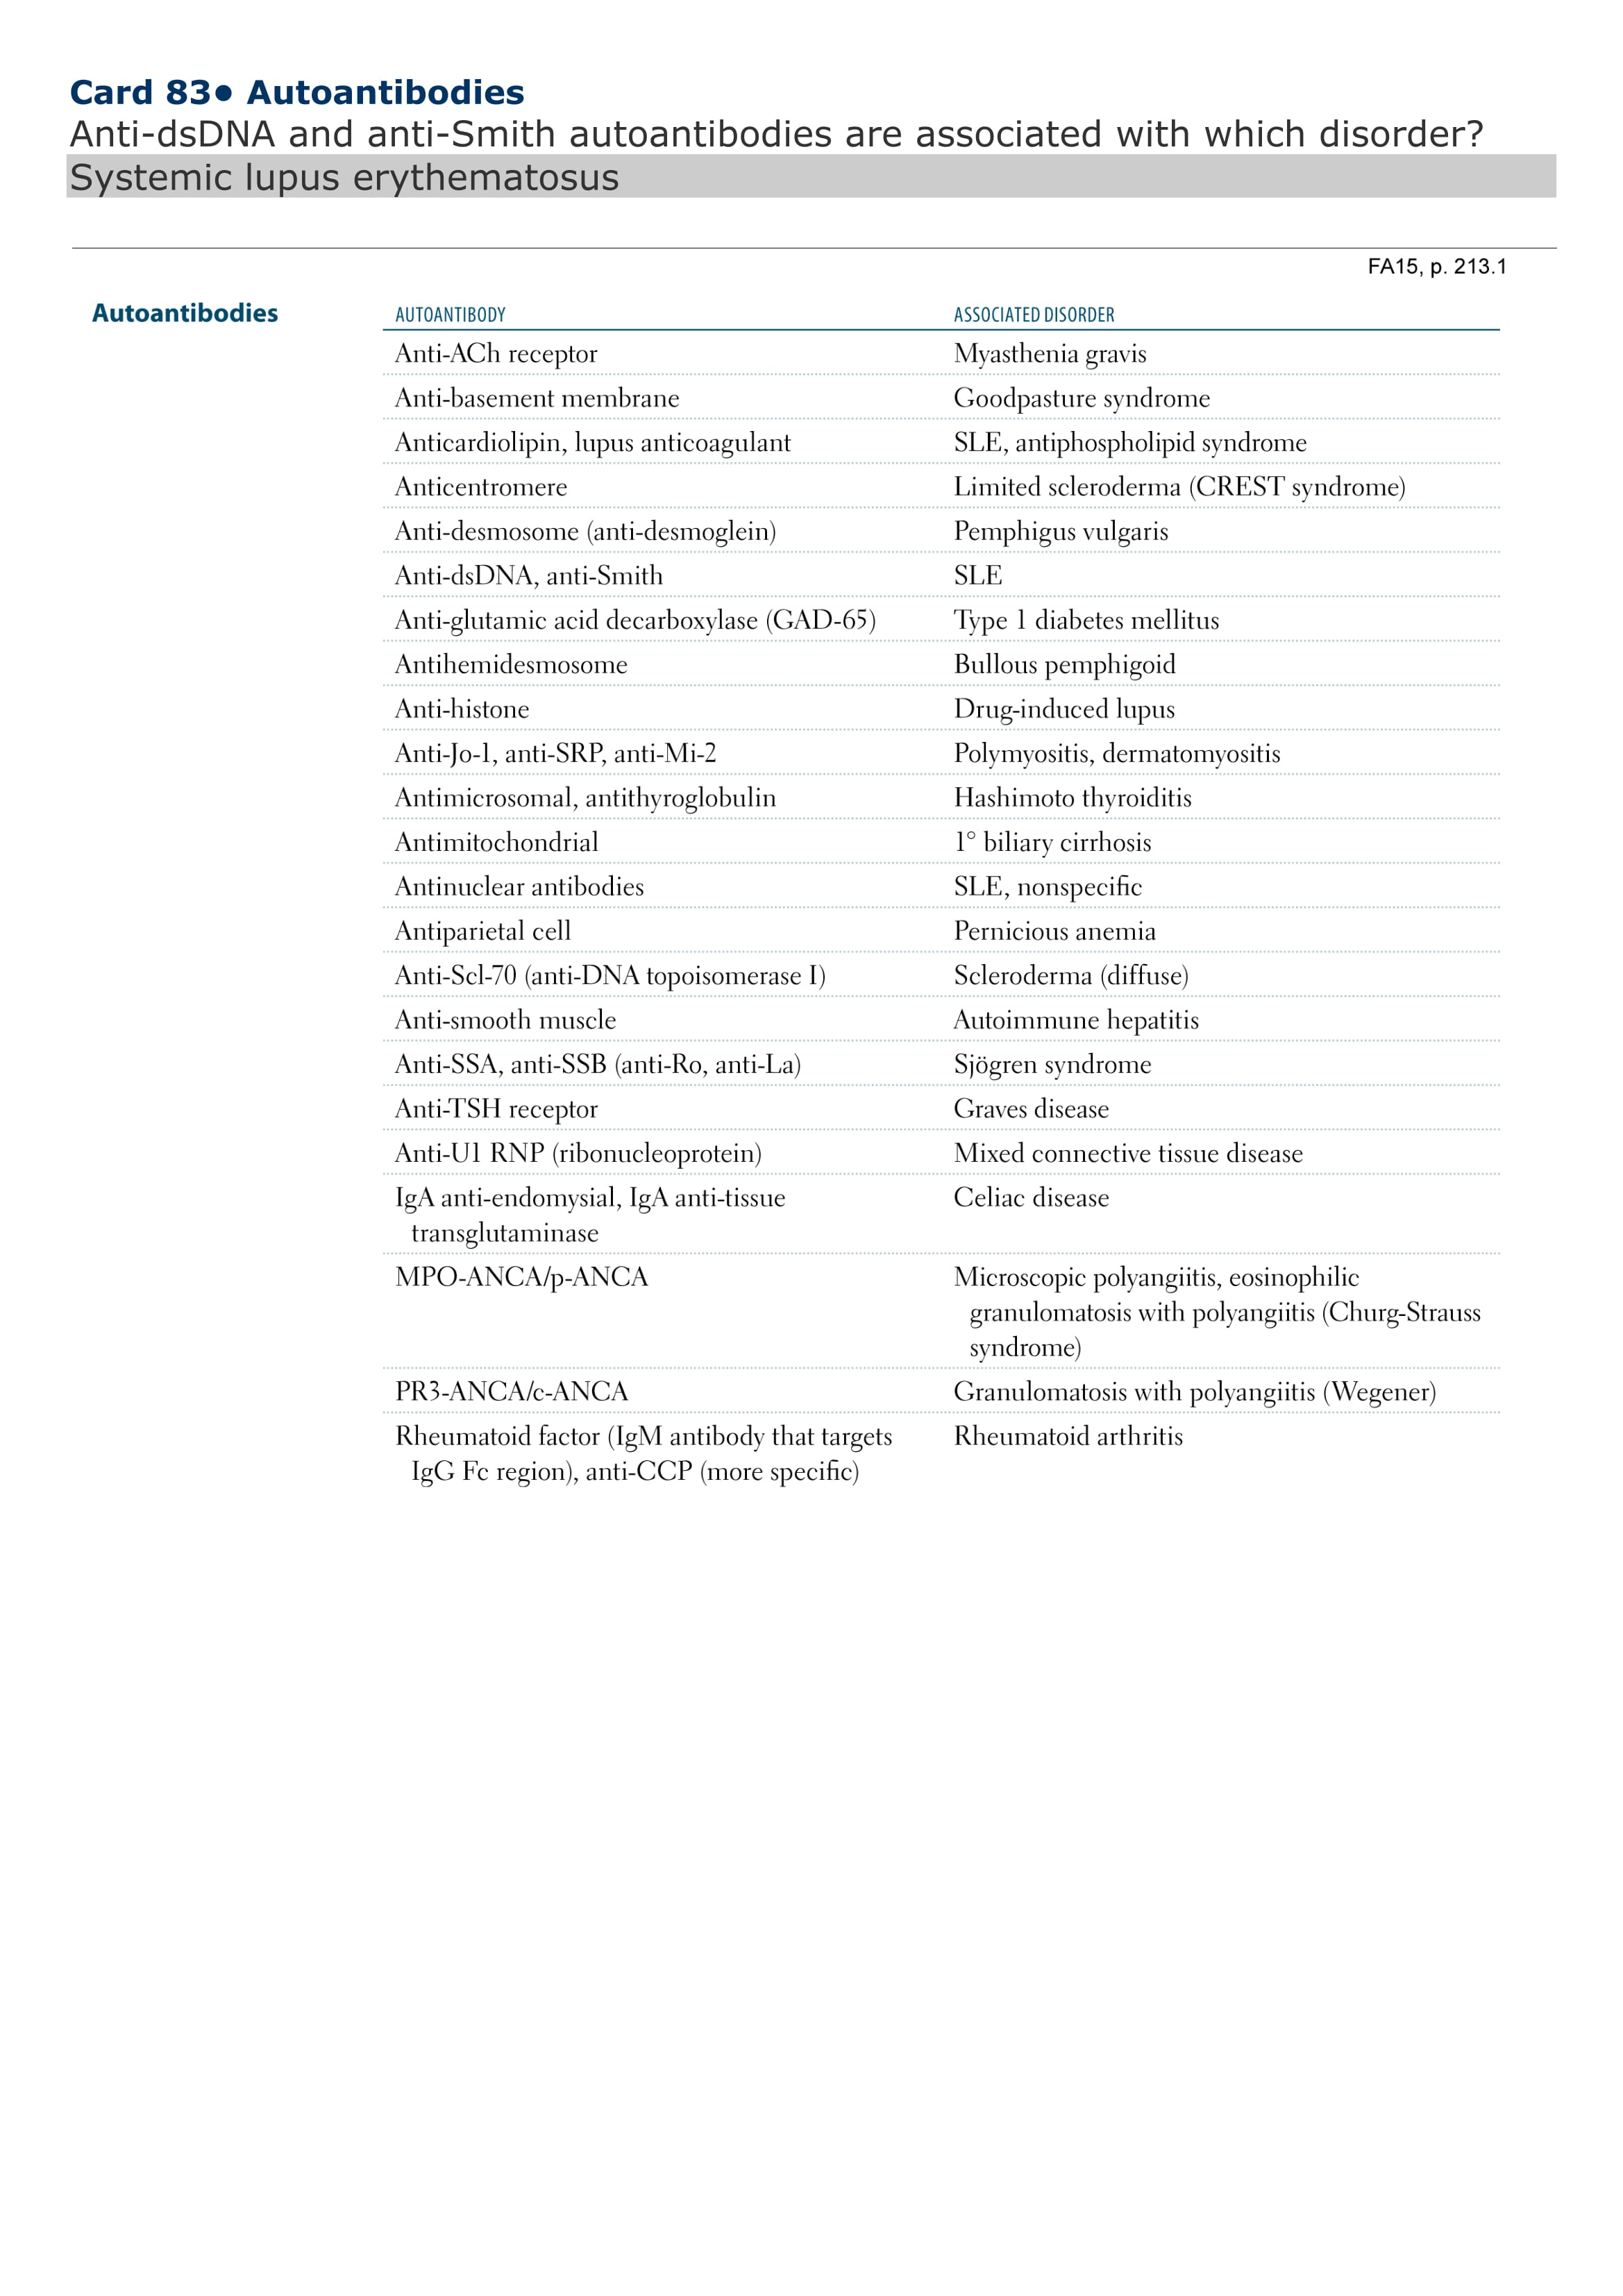 Card 83• Autoantibodies
Anti-dsDNA and anti-Smith autoantibodies are associated with which disorder?
Systemic lupus erythematosus
FA15, p. 213.1
Autoantibodies AUTOANTIBODY ASSOCIATED DISORDER
Anti-ACh receptor Myasthenia gravis
Anti-basement membrane Goodpasture syndrome
Anticardiolipin, lupus anticoagulant SLE, antiphospholipid syndrome
Anticentromere Limited scleroderma (CREST syndrome)
Anti-desmosome (anti-desmoglein) Pemphigus vulgaris
Anti-dsDNA, anti-Smith SLE
Anti-glutamic acid decarboxylase (GAD-65) Type 1 diabetes mellitus
Antihemidesmosome Bullous pemphigoid
Anti-histone Drug-induced lupus
Anti-Jo-1, anti-SRP, anti-Mi-2 Polymyositis, dermatomyositis
Antimicrosomal, antithyroglobulin Hashimoto thyroiditis
Antimitochondrial 1° biliary cirrhosis
Antinuclear antibodies SLE, nonspecific
Antiparietal cell Pernicious anemia
Anti-Scl-70 (anti-DNA topoisomerase I) Scleroderma (diffuse)
Anti-smooth muscle Autoimmune hepatitis
Anti-SSA, anti-SSB (anti-Ro, anti-La) Sjögren syndrome
Anti-TSH receptor Graves disease
Anti-U1 RNP (ribonucleoprotein) Mixed connective tissue disease
IgA anti-endomysial, IgA anti-tissue Celiac disease
transglutaminase
MPO-ANCA/p-ANCA Microscopic polyangiitis, eosinophilic
granulomatosis with polyangiitis (Churg-Strauss
syndrome)
PR3-ANCA/c-ANCA Granulomatosis with polyangiitis (Wegener)
Rheumatoid factor (IgM antibody that targets Rheumatoid arthritis
IgG Fc region), anti-CCP (more specific)